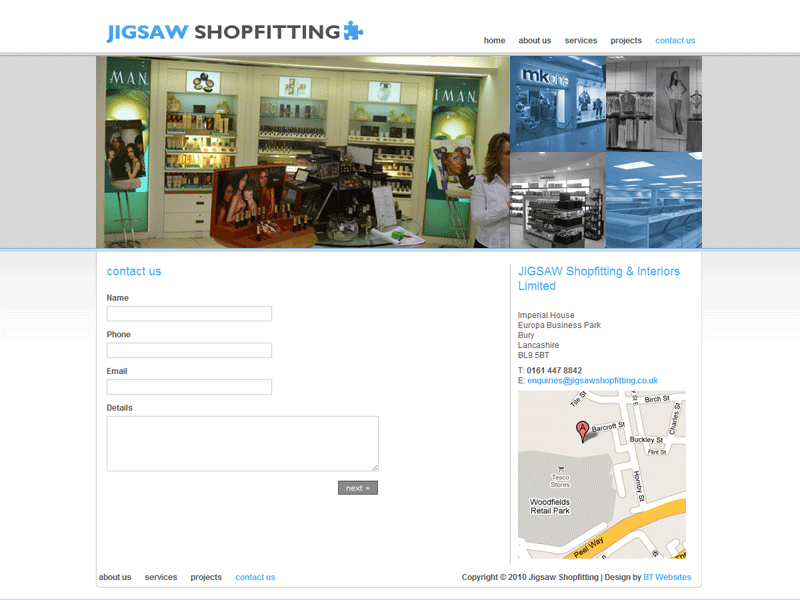 JIGSAW SHOPFITTING
home about us services projects contact us
IMAN
IMAN
mkone
contact us
Name
Phone
Email
Details
next »
JIGSAW Shopfitting & Interiors
Limited
Imperial House
Europa Business Park
Bury
Lancashire
BL9 5BT
T: 0161 447 8842
E: enquiries@jigsawshopfitting.co.uk
Tile St
Birch St
Charles St
A
Barcroft St
Buckley St
Flint St
Hornby St
Tesco
Stores
Woodfields
Retail Park
Peel Way
about us services projects contact us
Copyright © 2010 Jigsaw Shopfitting | Design by BT Websites